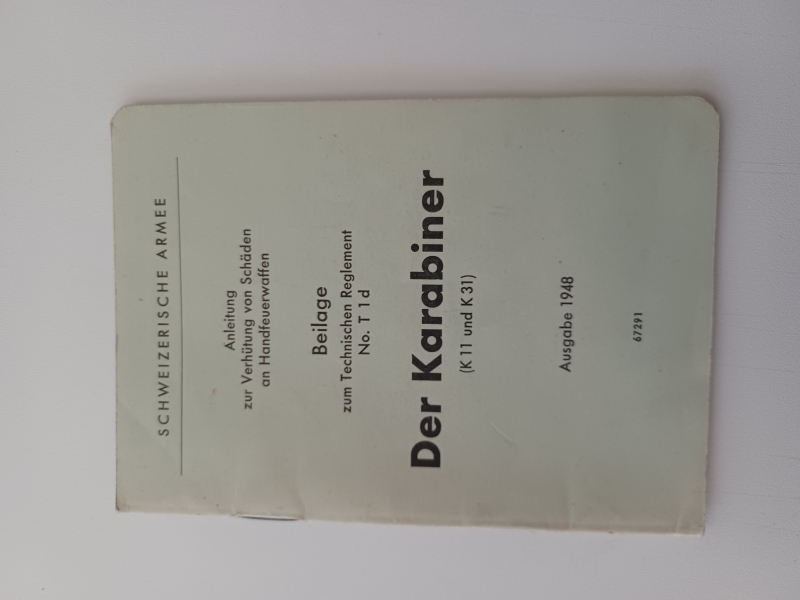 SCHWEIZERISCHE ARMEE
Anleitung
zur Verhütung von Schäden
an Handfeuerwaffen
Beilage
zum Technischen Reglement
No. T 1 d
Der Karabiner
(K 11 und K 31)
Ausgabe 1948
67291